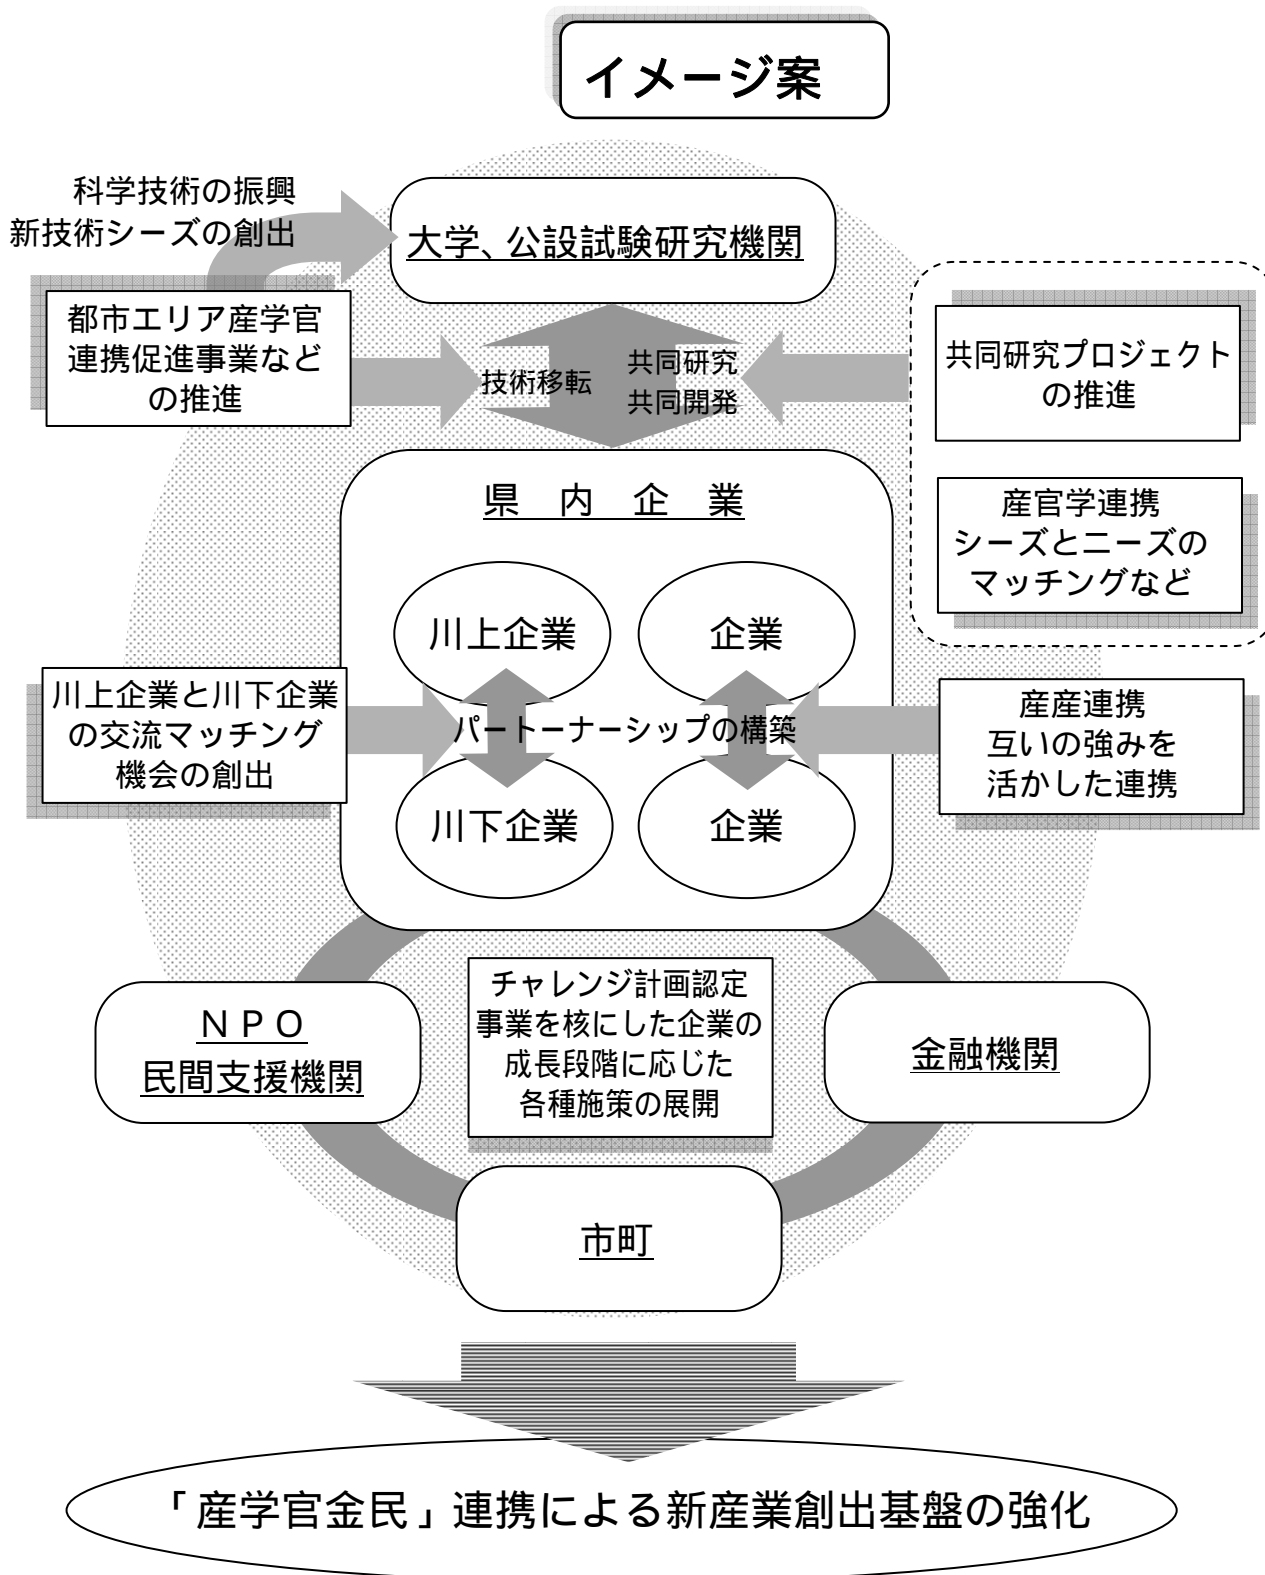 イメージ案
科学技術の振興
新技術シーズの創出
大学、公設試験研究機関
都市エリア産学官
連携促進事業など
の推進
技術移転
共同研究
共同開発
共同研究プロジェクト
の推進
産官学連携
シーズとニーズの
マッチングなど
県　内　企　業
川上企業
企業
川上企業と川下企業
の交流マッチング
機会の創出
パートーナーシップの構築
産産連携
互いの強みを
活かした連携
川下企業
企業
ＮＰＯ
民間支援機関
チャレンジ計画認定
事業を核にした企業の
成長段階に応じた
各種施策の展開
金融機関
市町
「産学官金民」連携による新産業創出基盤の強化